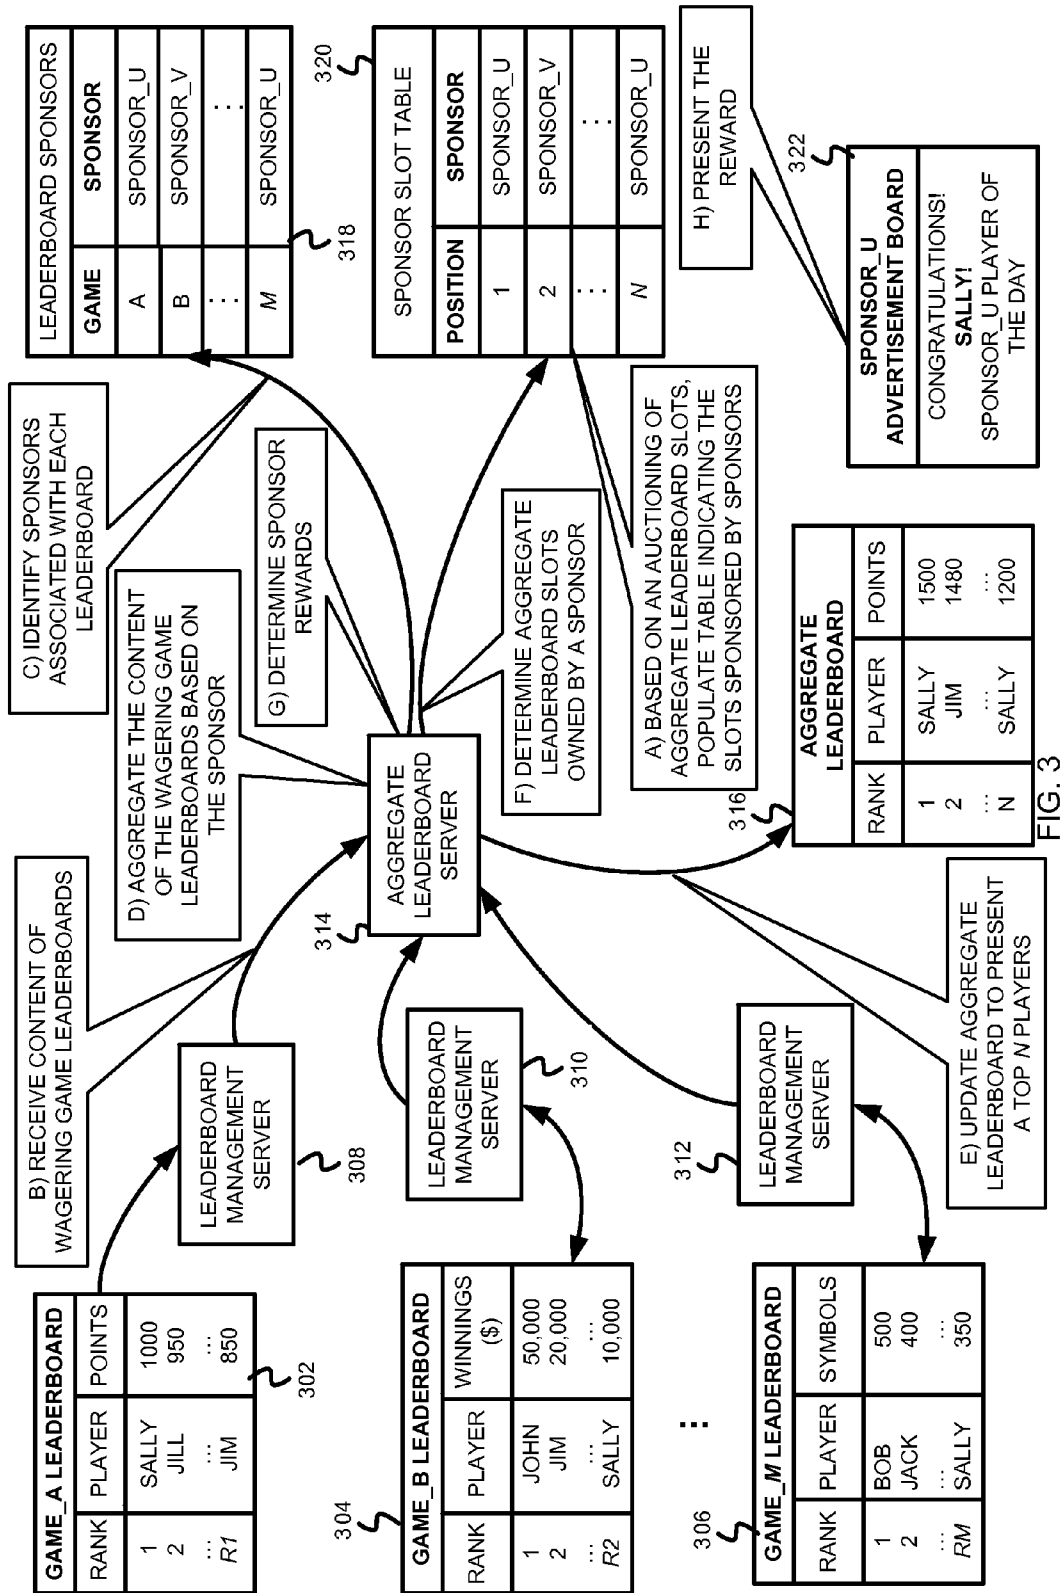 GAME_A LEADERBOARD
RANK PLAYER POINTS
1 SALLY 1000
2 JILL 950
... ... ...
R1 JIM 850
302
GAME_B LEADERBOARD
RANK PLAYER WINNINGS
($)
1 JOHN 50,000
2 JIM 20,000
... ... ...
R2 SALLY 10,000
304
...
GAME_M LEADERBOARD
RANK PLAYER SYMBOLS
1 BOB 500
2 JACK 400
... ... ...
RM SALLY 350
306
B) RECEIVE CONTENT OF
WAGERING GAME LEADERBOARDS
LEADERBOARD
MANAGEMENT
SERVER
308
LEADERBOARD
MANAGEMENT
SERVER
310
LEADERBOARD
MANAGEMENT
SERVER
312
E) UPDATE AGGREGATE
LEADERBOARD TO PRESENT
A TOP N PLAYERS
D) AGGREGATE THE CONTENT
OF THE WAGERING GAME
LEADERBOARDS BASED ON
THE SPONSOR
314
AGGREGATE
LEADERBOARD
SERVER
C) IDENTIFY SPONSORS
ASSOCIATED WITH EACH
LEADERBOARD
G) DETERMINE SPONSOR
REWARDS
F) DETERMINE AGGREGATE
LEADERBOARD SLOTS
OWNED BY A SPONSOR
A) BASED ON AN AUCTIONING OF
AGGREGATE LEADERBOARD SLOTS,
POPULATE TABLE INDICATING THE
SLOTS SPONSORED BY SPONSORS
316
AGGREGATE
LEADERBOARD
RANK PLAYER POINTS
1 SALLY 1500
2 JIM 1480
... ... ...
N SALLY 1200
LEADERBOARD SPONSORS
GAME SPONSOR
A SPONSOR_U
B SPONSOR_V
... ...
M SPONSOR_U
318
320
SPONSOR SLOT TABLE
POSITION SPONSOR
1 SPONSOR_U
2 SPONSOR_V
... ...
N SPONSOR_U
H) PRESENT THE
REWARD
322
SPONSOR_U
ADVERTISEMENT BOARD
CONGRATULATIONS!
SALLY!
SPONSOR_U PLAYER OF
THE DAY
FIG. 3